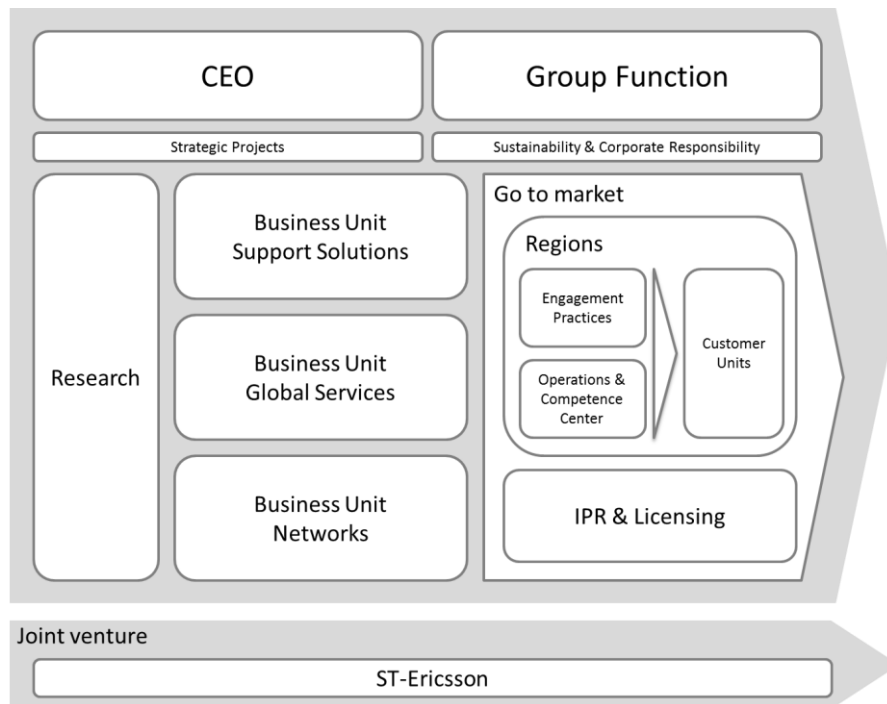 CEO
Group Function
Strategic Projects
Sustainability & Corporate Responsibility
Research
Business Unit
Support Solutions
Business Unit
Global Services
Business Unit
Networks
Go to market
Regions
Engagement
Practices
Operations &
Competence
Center
Customer
Units
IPR & Licensing
Joint venture
ST-Ericsson